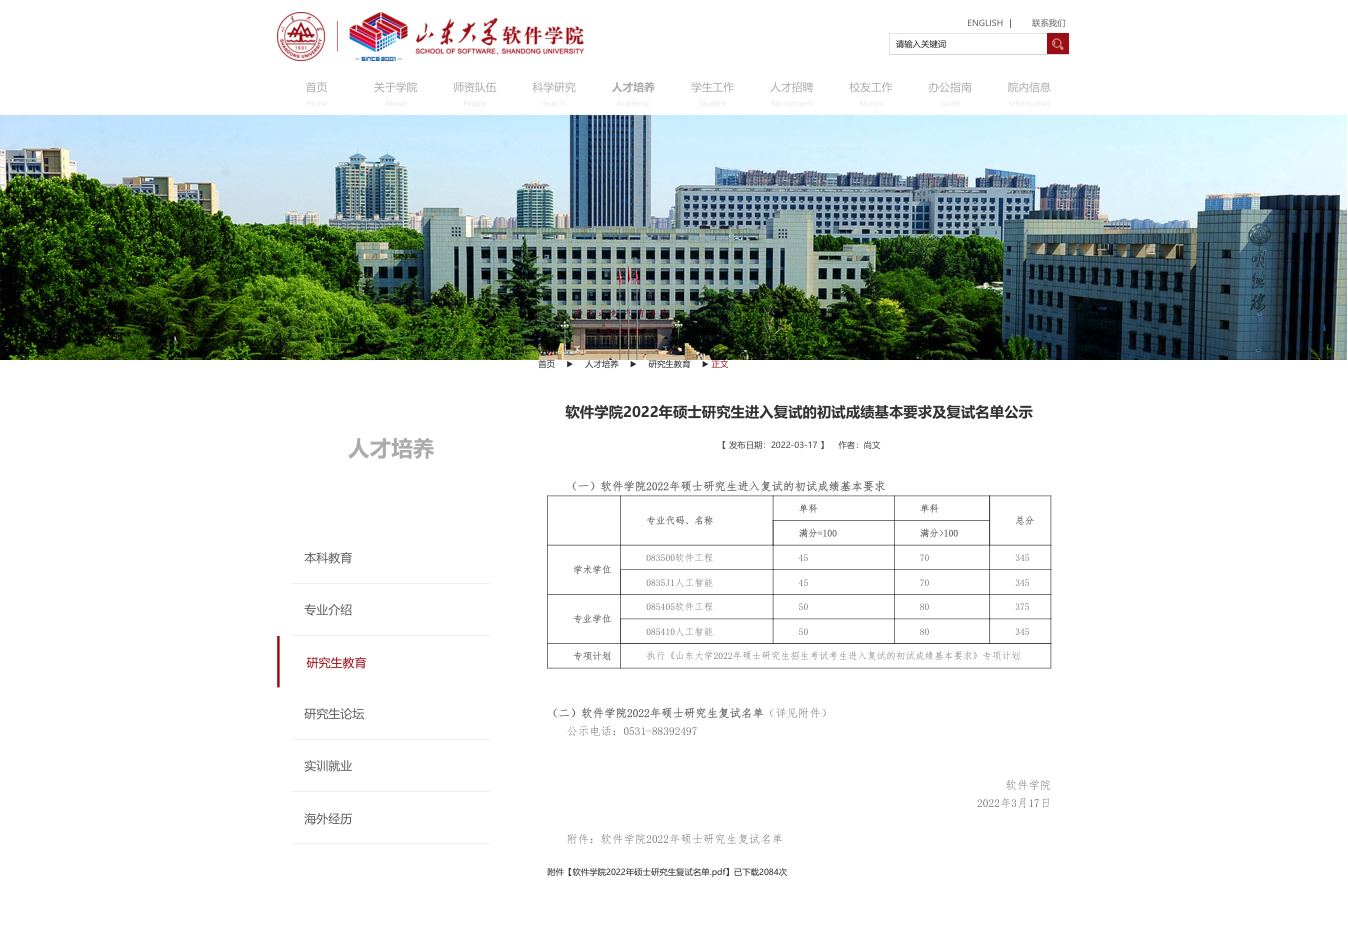 山东大学软件学院
SCHOOL OF SOFTWARE, SHANDONG UNIVERSITY
SINCE 2001
1901
ENGLISH | 联系我们
请输入关键词
首页 关于学院 师资队伍 科学研究 人才培养 学生工作 人才招聘 校友工作 办公指南 院内信息
Home About People Search Academic Student Recruitment Alumni Guide Information
首页 ▶ 人才培养 ▶ 研究生教育 ▶ 正文
人才培养
本科教育
专业介绍
研究生教育
研究生论坛
实训就业
海外经历
软件学院2022年硕士研究生进入复试的初试成绩基本要求及复试名单公示
【 发布日期：2022-03-17 】 作者：尚文
（一）软件学院2022年硕士研究生进入复试的初试成绩基本要求
专业代码、名称 单科 单科 总分
满分=100 满分>100
学术学位 083500软件工程 45 70 345
0835J1人工智能 45 70 345
专业学位 085405软件工程 50 80 375
085410人工智能 50 80 345
专项计划 执行《山东大学2022年硕士研究生招生考试考生进入复试的初试成绩基本要求》专项计划
（二）软件学院2022年硕士研究生复试名单（详见附件）
公示电话：0531-88392497
软件学院
2022年3月17日
附件：软件学院2022年硕士研究生复试名单
附件【软件学院2022年硕士研究生复试名单.pdf】已下载2084次